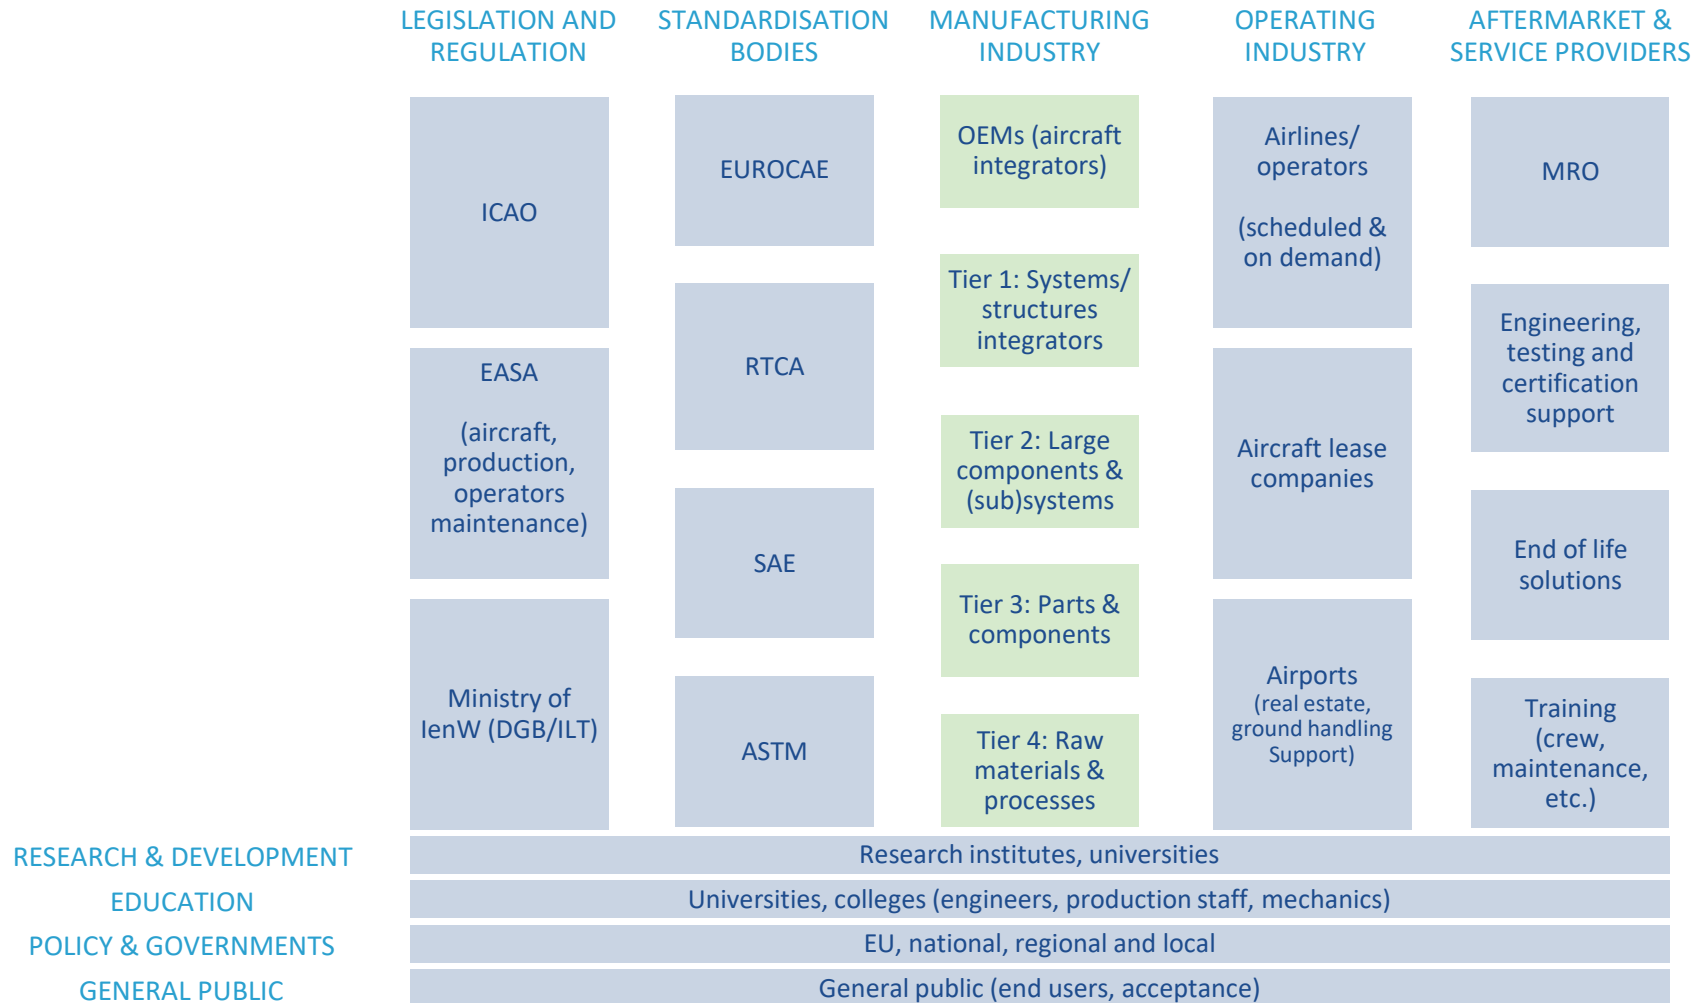 LEGISLATION AND
REGULATION
STANDARDISATION
BODIES
MANUFACTURING
INDUSTRY
OPERATING
INDUSTRY
AFTERMARKET &
SERVICE PROVIDERS
ICAO
EASA
(aircraft,
production,
operators
maintenance)
Ministry of
IenW (DGB/ILT)
EUROCAE
RTCA
SAE
ASTM
OEMs (aircraft
integrators)
Tier 1: Systems/
structures
integrators
Tier 2: Large
components &
(sub)systems
Tier 3: Parts &
components
Tier 4: Raw
materials &
processes
Airlines/
operators
(scheduled &
on demand)
Aircraft lease
companies
Airports
(real estate,
ground handling
Support)
MRO
Engineering,
testing and
certification
support
End of life
solutions
Training
(crew,
maintenance,
etc.)
RESEARCH & DEVELOPMENT
Research institutes, universities
EDUCATION
Universities, colleges (engineers, production staff, mechanics)
POLICY & GOVERNMENTS
EU, national, regional and local
GENERAL PUBLIC
General public (end users, acceptance)